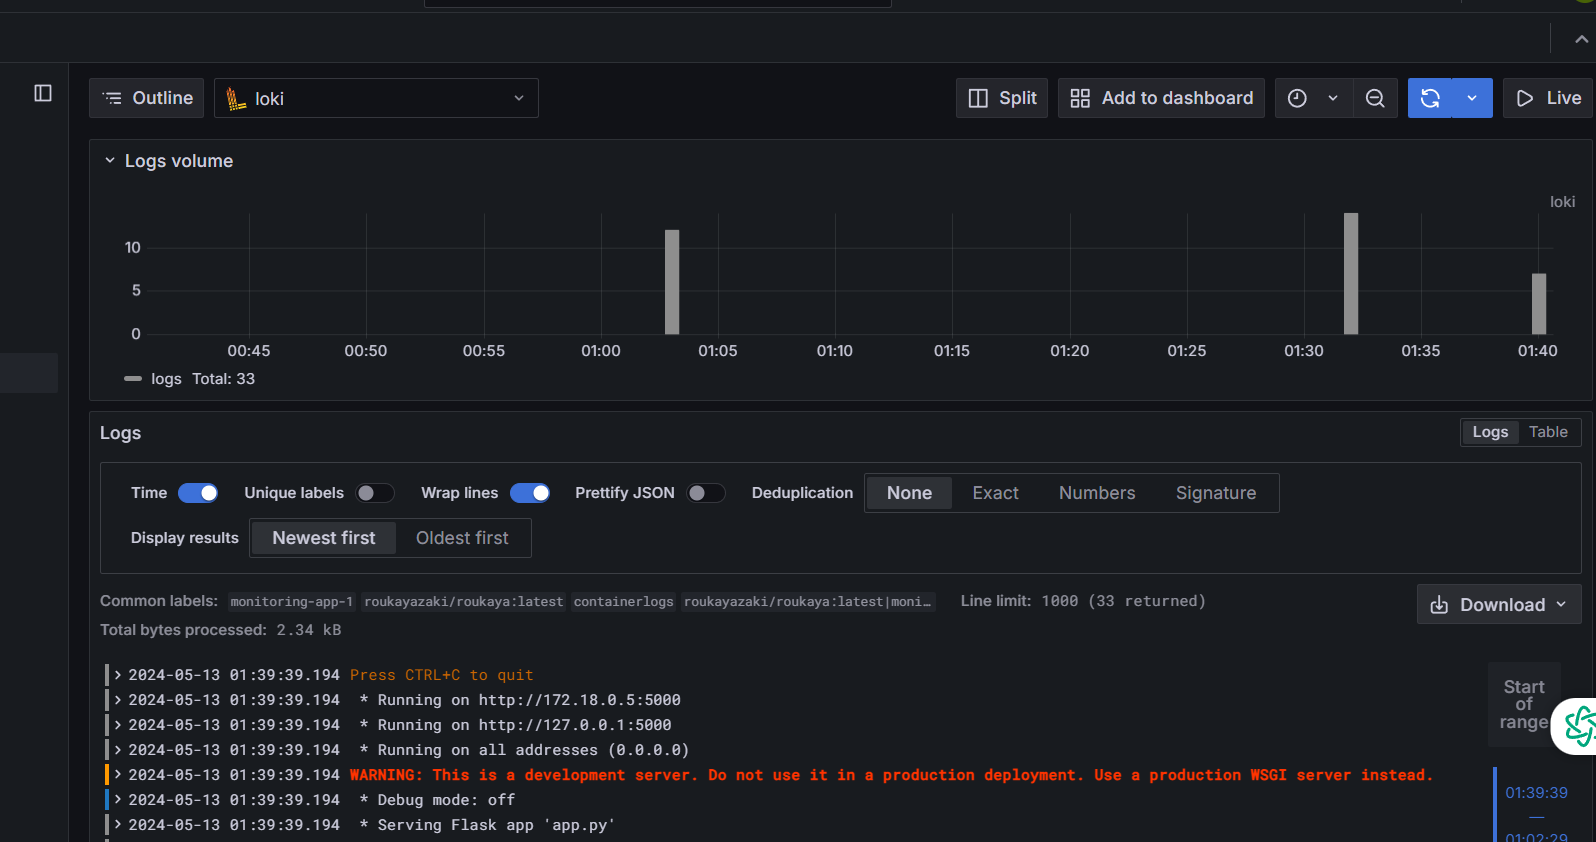 Outline loki Split Add to dashboard Live
Logs volume
loki
10
5
0
00:45 00:50 00:55 01:00 01:05 01:10 01:15 01:20 01:25 01:30 01:35 01:40
logs Total: 33
Logs Logs Table
Time Unique labels Wrap lines Prettify JSON Deduplication None Exact Numbers Signature
Display results Newest first Oldest first
Common labels: monitoring-app-1 roukayazaki/roukaya:latest containerlogs roukayazaki/roukaya:latest|moni… Line limit: 1000 (33 returned)
Download
Total bytes processed: 2.34 kB
2024-05-13 01:39:39.194 Press CTRL+C to quit
2024-05-13 01:39:39.194 * Running on http://172.18.0.5:5000
2024-05-13 01:39:39.194 * Running on http://127.0.0.1:5000
2024-05-13 01:39:39.194 * Running on all addresses (0.0.0.0)
2024-05-13 01:39:39.194 WARNING: This is a development server. Do not use it in a production deployment. Use a production WSGI server instead.
2024-05-13 01:39:39.194 * Debug mode: off
2024-05-13 01:39:39.194 * Serving Flask app 'app.py'
Start
of
range
01:39:39
—
01:02:29